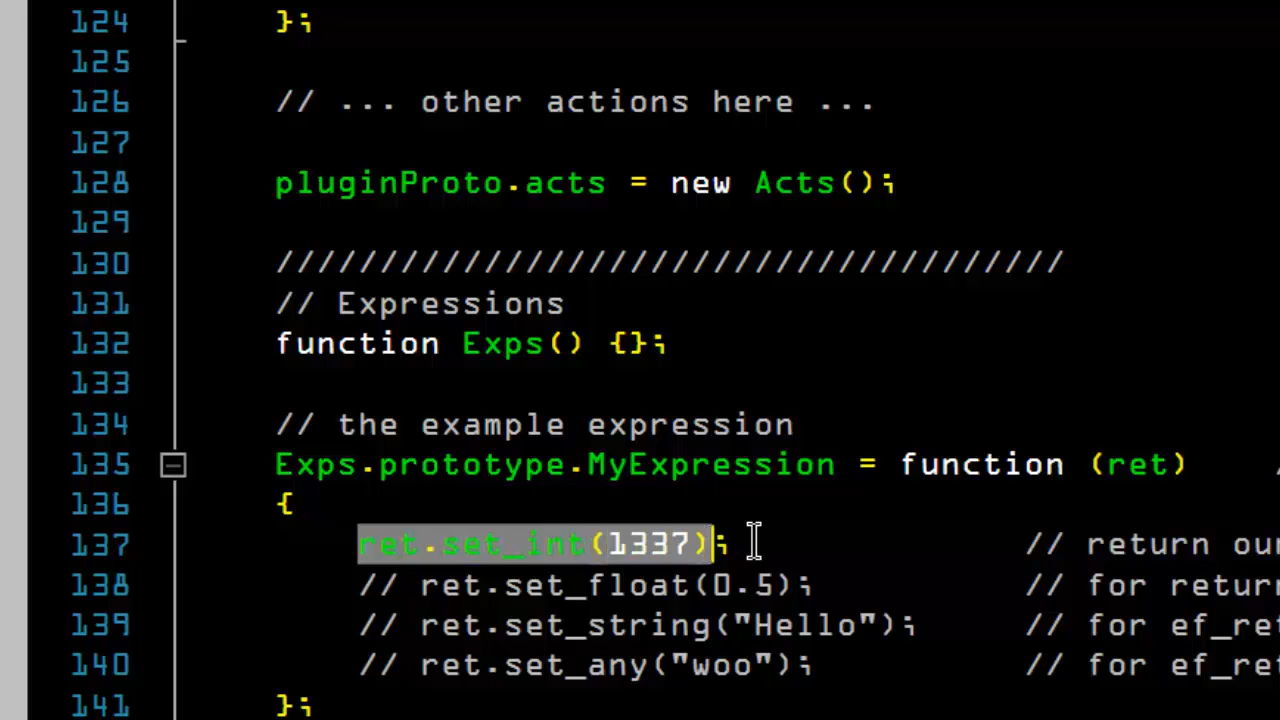 124 };
125
126 // ... other actions here ...
127
128 pluginProto.acts = new Acts();
129
130 //////////////////////////////////////
131 // Expressions
132 function Exps() {};
133
134 // the example expression
135 Exps.prototype.MyExpression = function (ret) /
136 {
137 ret.set_int(1337); // return our
138 // ret.set_float(0.5); // for return
139 // ret.set_string("Hello"); // for ef_ret
140 // ret.set_any("woo"); // for ef_ret
141 };